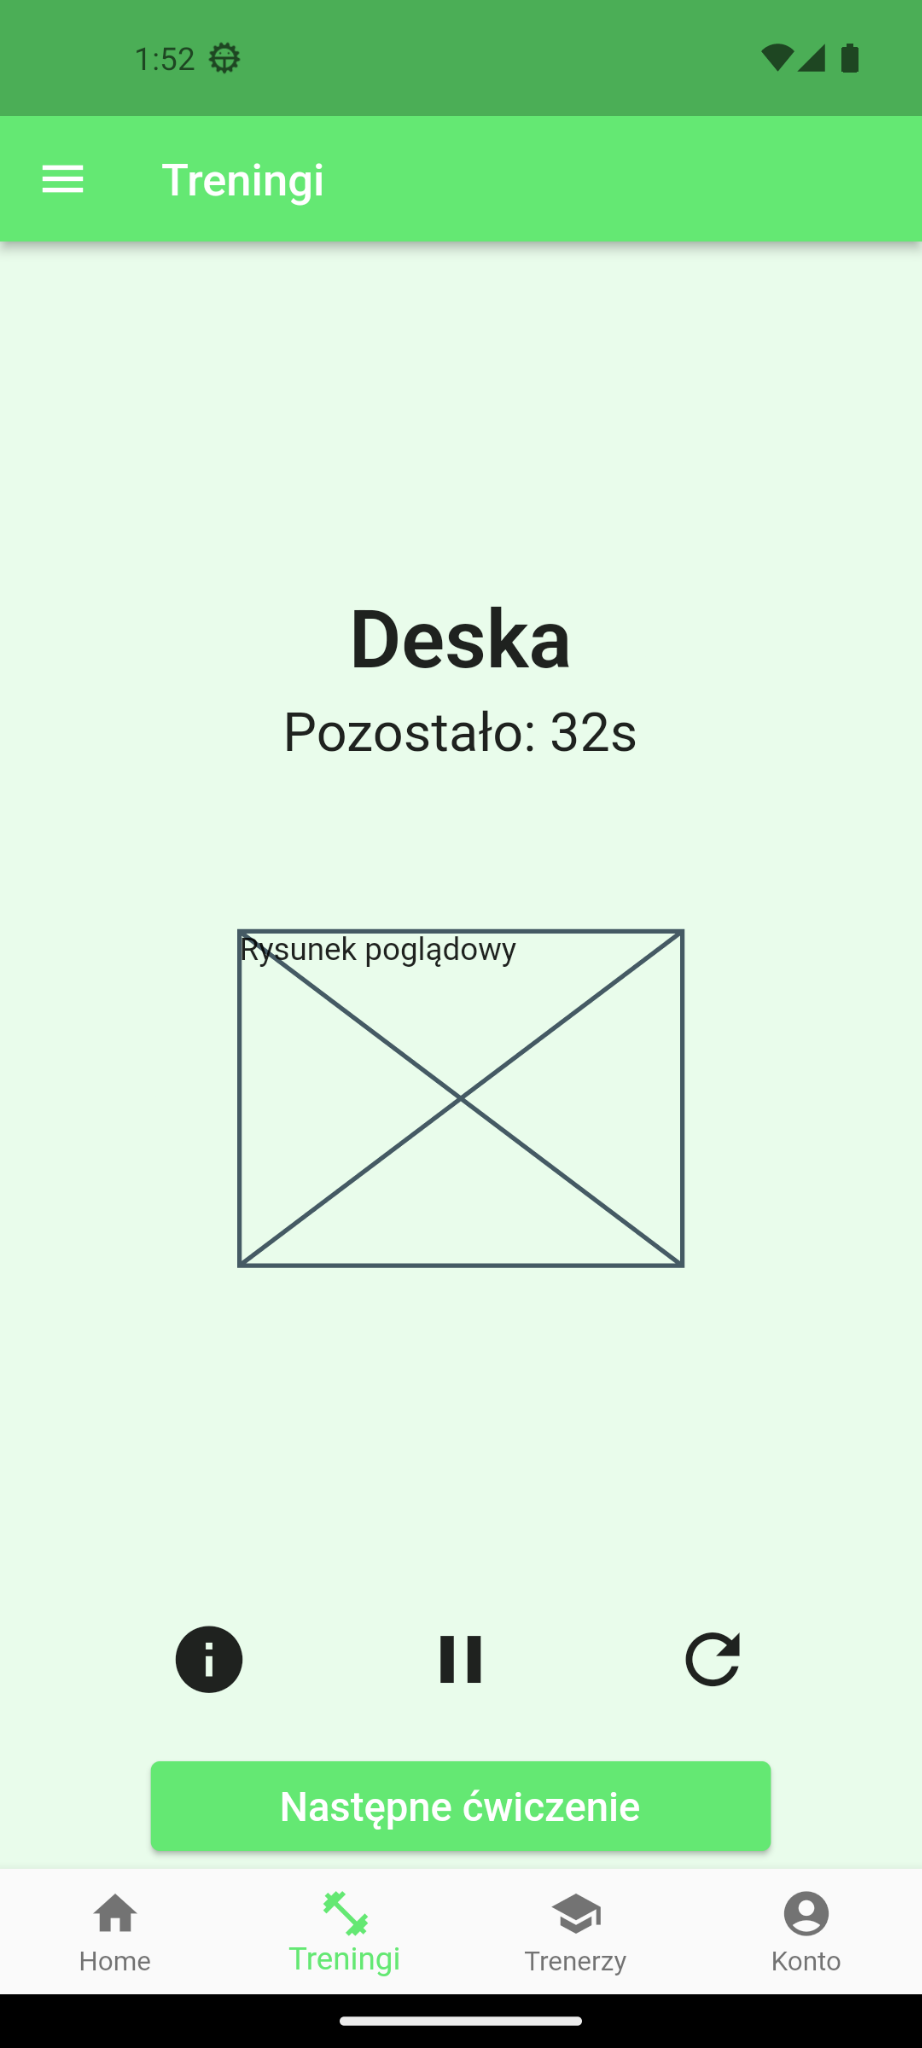 1:52
Treningi
Deska
Pozostało: 32s
Rysunek poglądowy
Następne ćwiczenie
Home
Treningi
Trenerzy
Konto